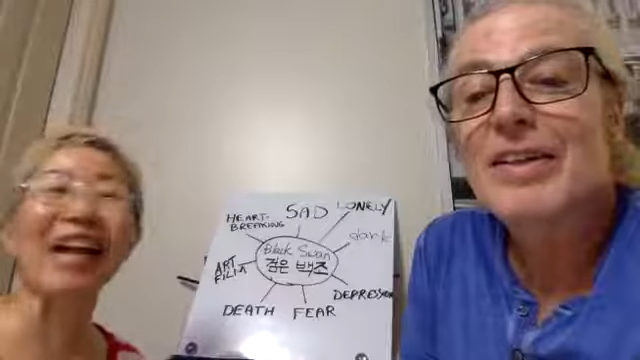 SAD
LONELY
HEART-
BREAKING
dark
Black Swan
검은 백조
ART
FILM
DEPRESSION
DEATH
FEAR